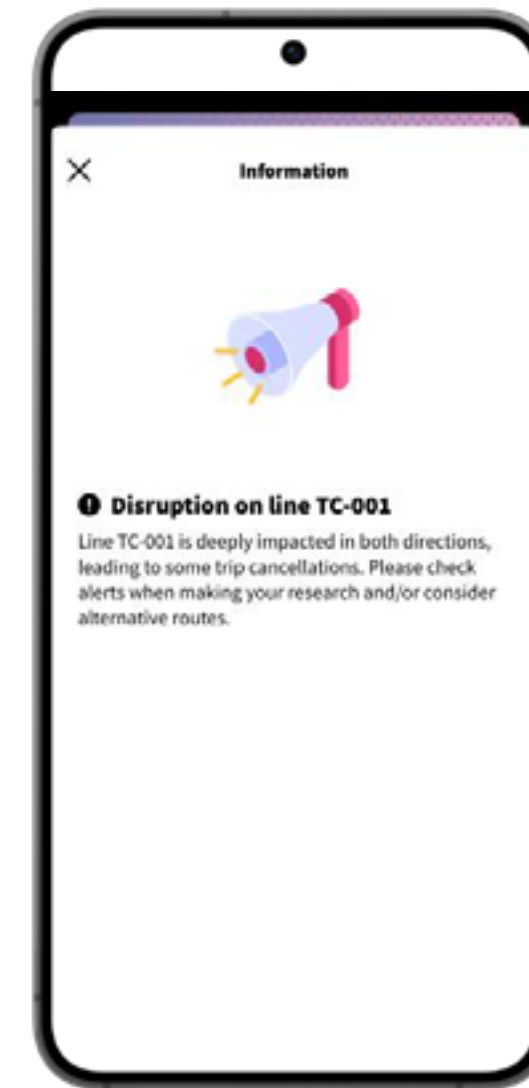 Information
Disruption on line TC-001
Line TC-001 is deeply impacted in both directions,
leading to some trip cancellations. Please check
alerts when making your research and/or consider
alternative routes.